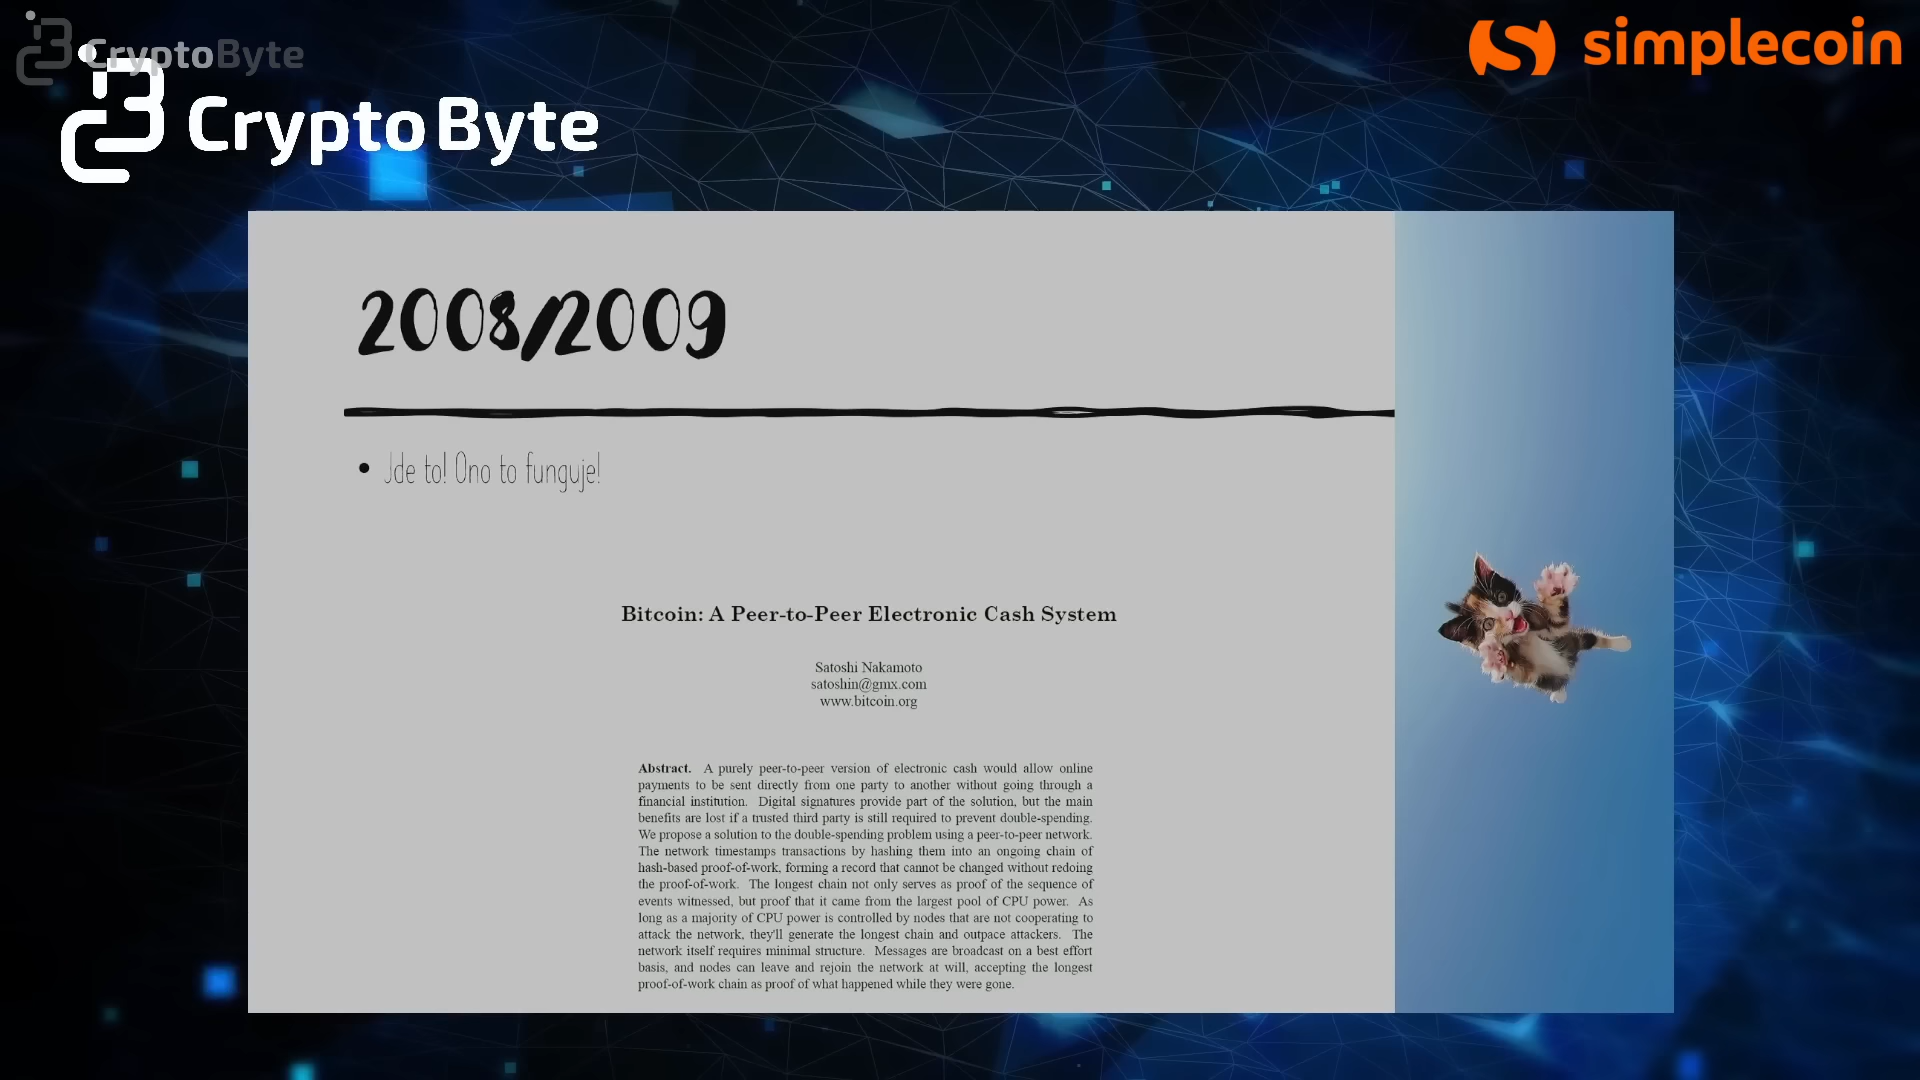 CryptoByte
CryptoByte
simplecoin
2008/2009
• Jde to! Ono to funguje!
Bitcoin: A Peer-to-Peer Electronic Cash System
Satoshi Nakamoto
satoshin@gmx.com
www.bitcoin.org
Abstract. A purely peer-to-peer version of electronic cash would allow online
payments to be sent directly from one party to another without going through a
financial institution. Digital signatures provide part of the solution, but the main
benefits are lost if a trusted third party is still required to prevent double-spending.
We propose a solution to the double-spending problem using a peer-to-peer network.
The network timestamps transactions by hashing them into an ongoing chain of
hash-based proof-of-work, forming a record that cannot be changed without redoing
the proof-of-work. The longest chain not only serves as proof of the sequence of
events witnessed, but proof that it came from the largest pool of CPU power. As
long as a majority of CPU power is controlled by nodes that are not cooperating to
attack the network, they'll generate the longest chain and outpace attackers. The
network itself requires minimal structure. Messages are broadcast on a best effort
basis, and nodes can leave and rejoin the network at will, accepting the longest
proof-of-work chain as proof of what happened while they were gone.